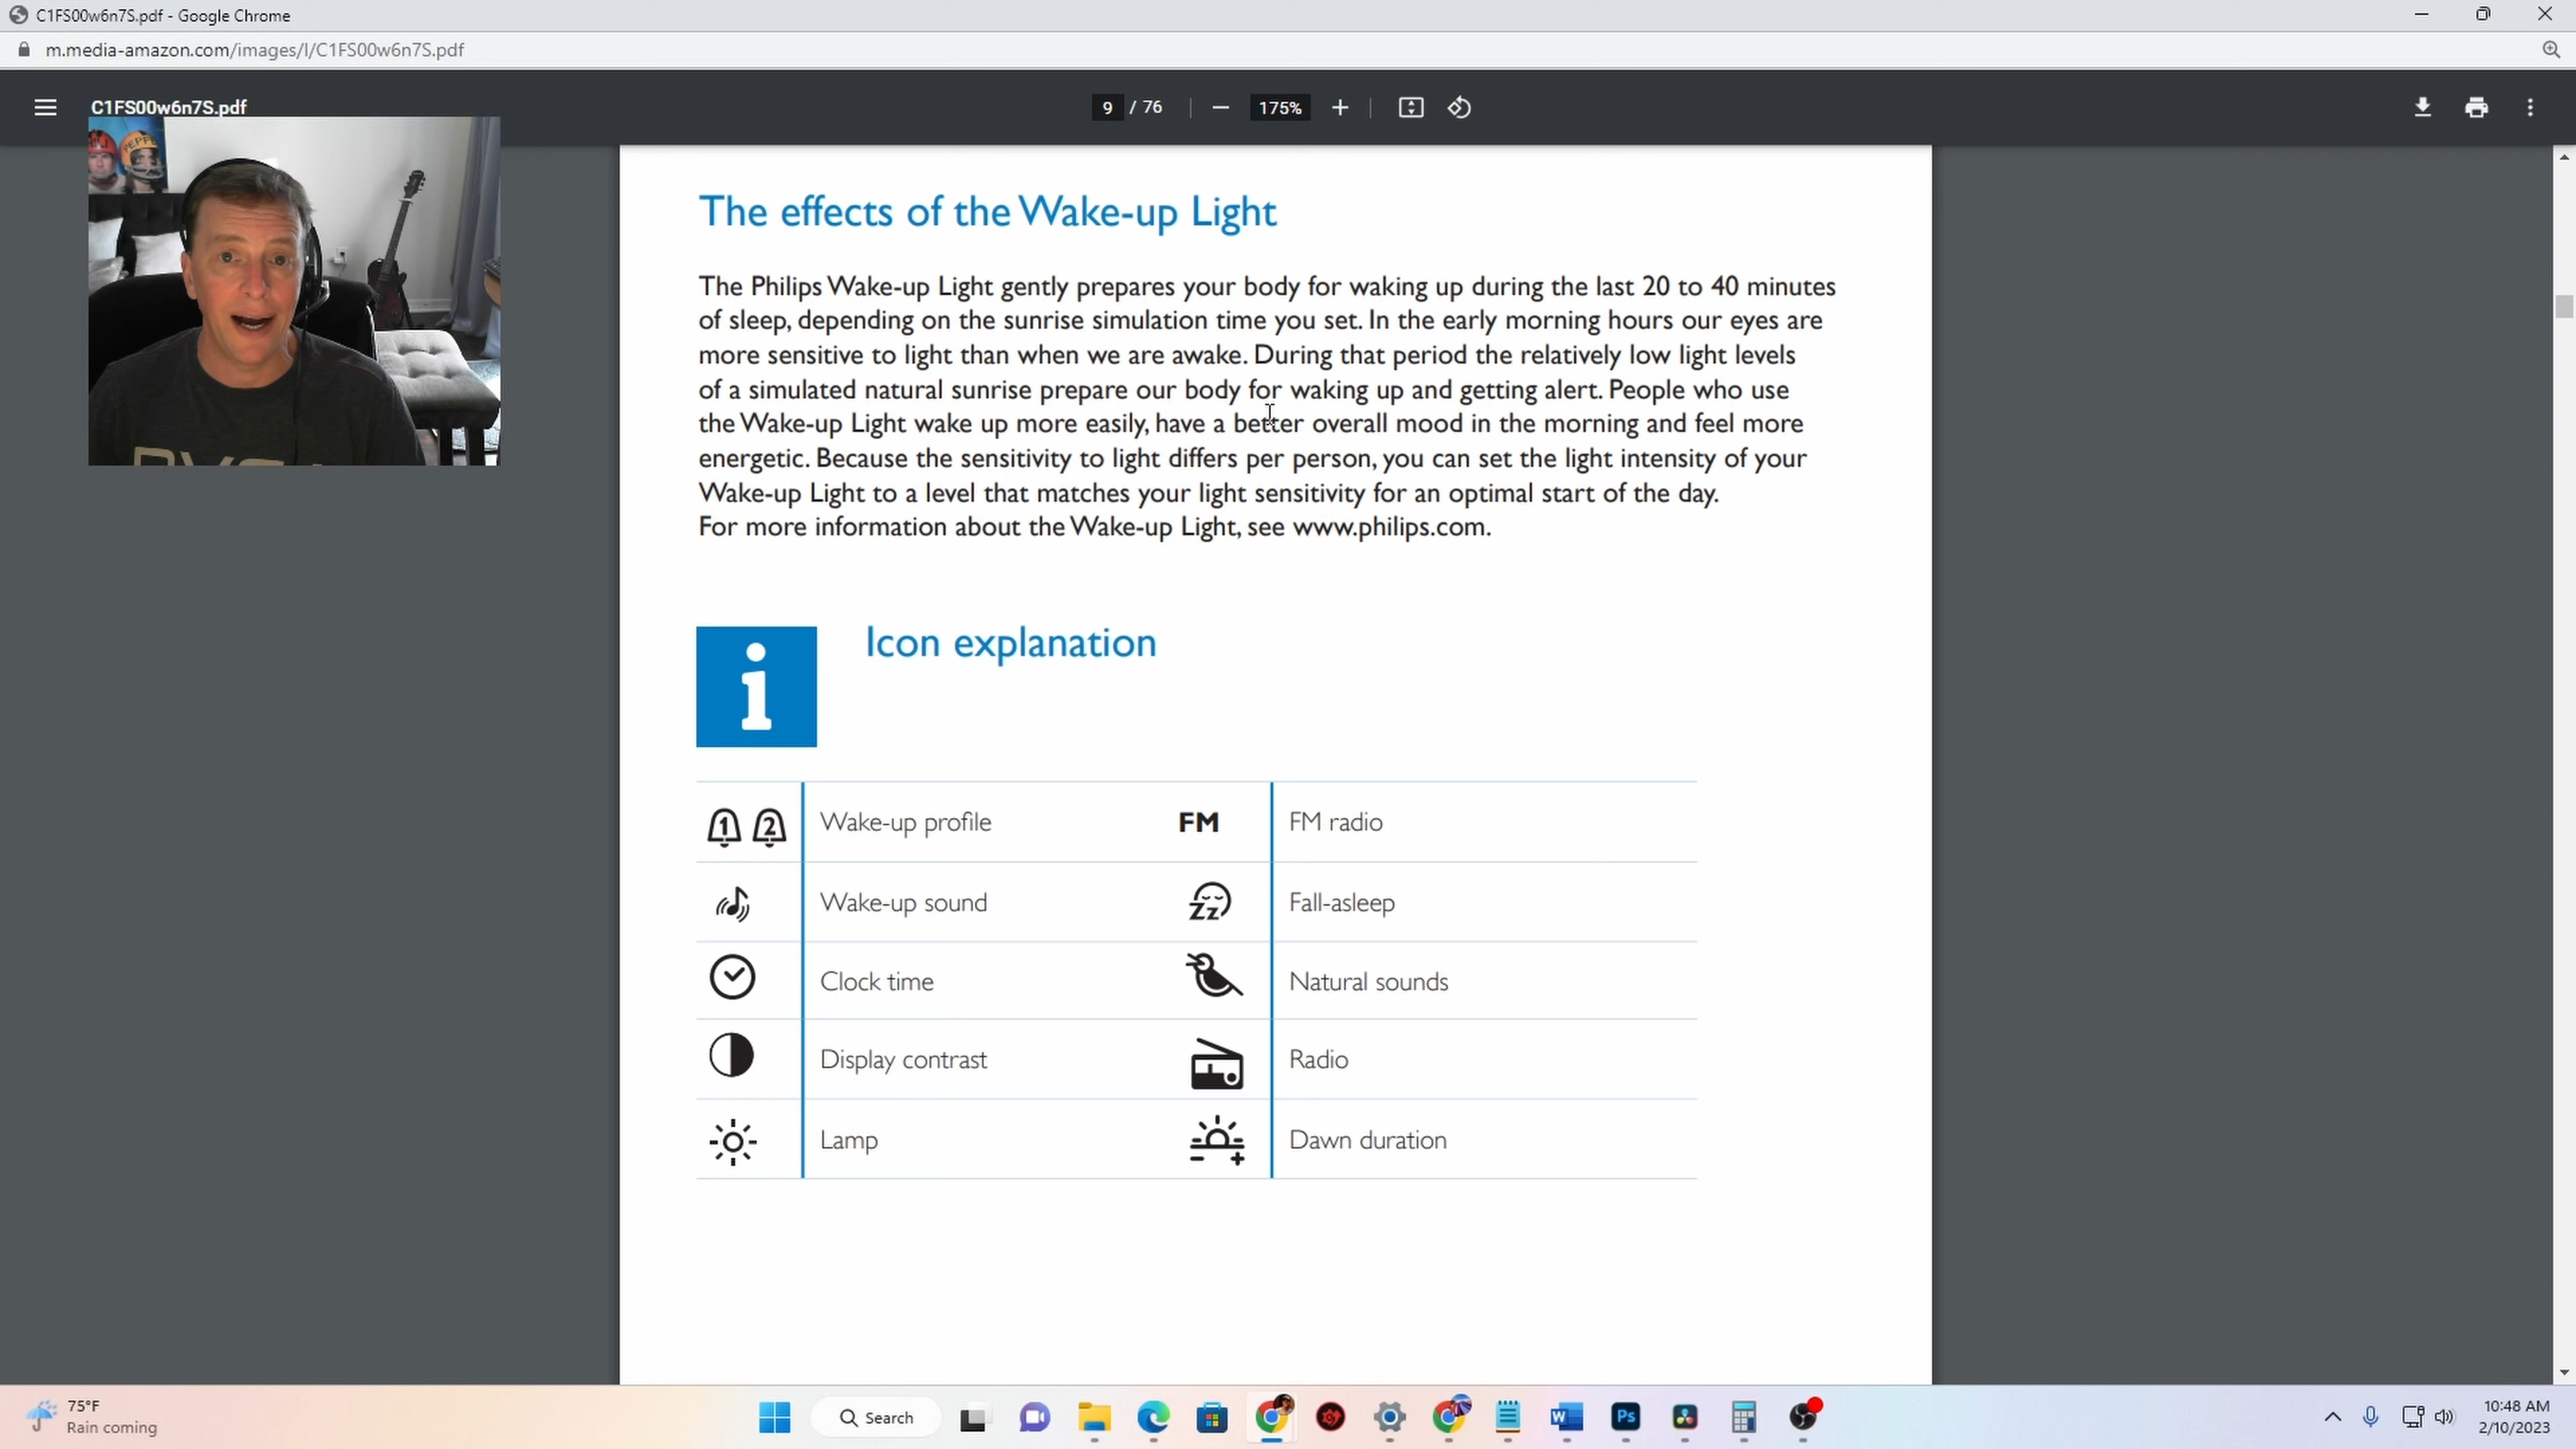 C1FS00w6n7S.pdf - Google Chrome
m.media-amazon.com/images/I/C1FS00w6n7S.pdf
C1FS00w6n7S.pdf
9 / 76
175%
PEPPE
The effects of the Wake-up Light
The Philips Wake-up Light gently prepares your body for waking up during the last 20 to 40 minutes
of sleep, depending on the sunrise simulation time you set. In the early morning hours our eyes are
more sensitive to light than when we are awake. During that period the relatively low light levels
of a simulated natural sunrise prepare our body for waking up and getting alert. People who use
the Wake-up Light wake up more easily, have a better overall mood in the morning and feel more
energetic. Because the sensitivity to light differs per person, you can set the light intensity of your
Wake-up Light to a level that matches your light sensitivity for an optimal start of the day.
For more information about the Wake-up Light, see www.philips.com.
i
Icon explanation
1 2 Wake-up profile FM FM radio
Wake-up sound Zz Fall-asleep
Clock time Natural sounds
Display contrast Radio
Lamp Dawn duration
75°F
Rain coming
Search
W
Ps
10:48 AM
2/10/2023